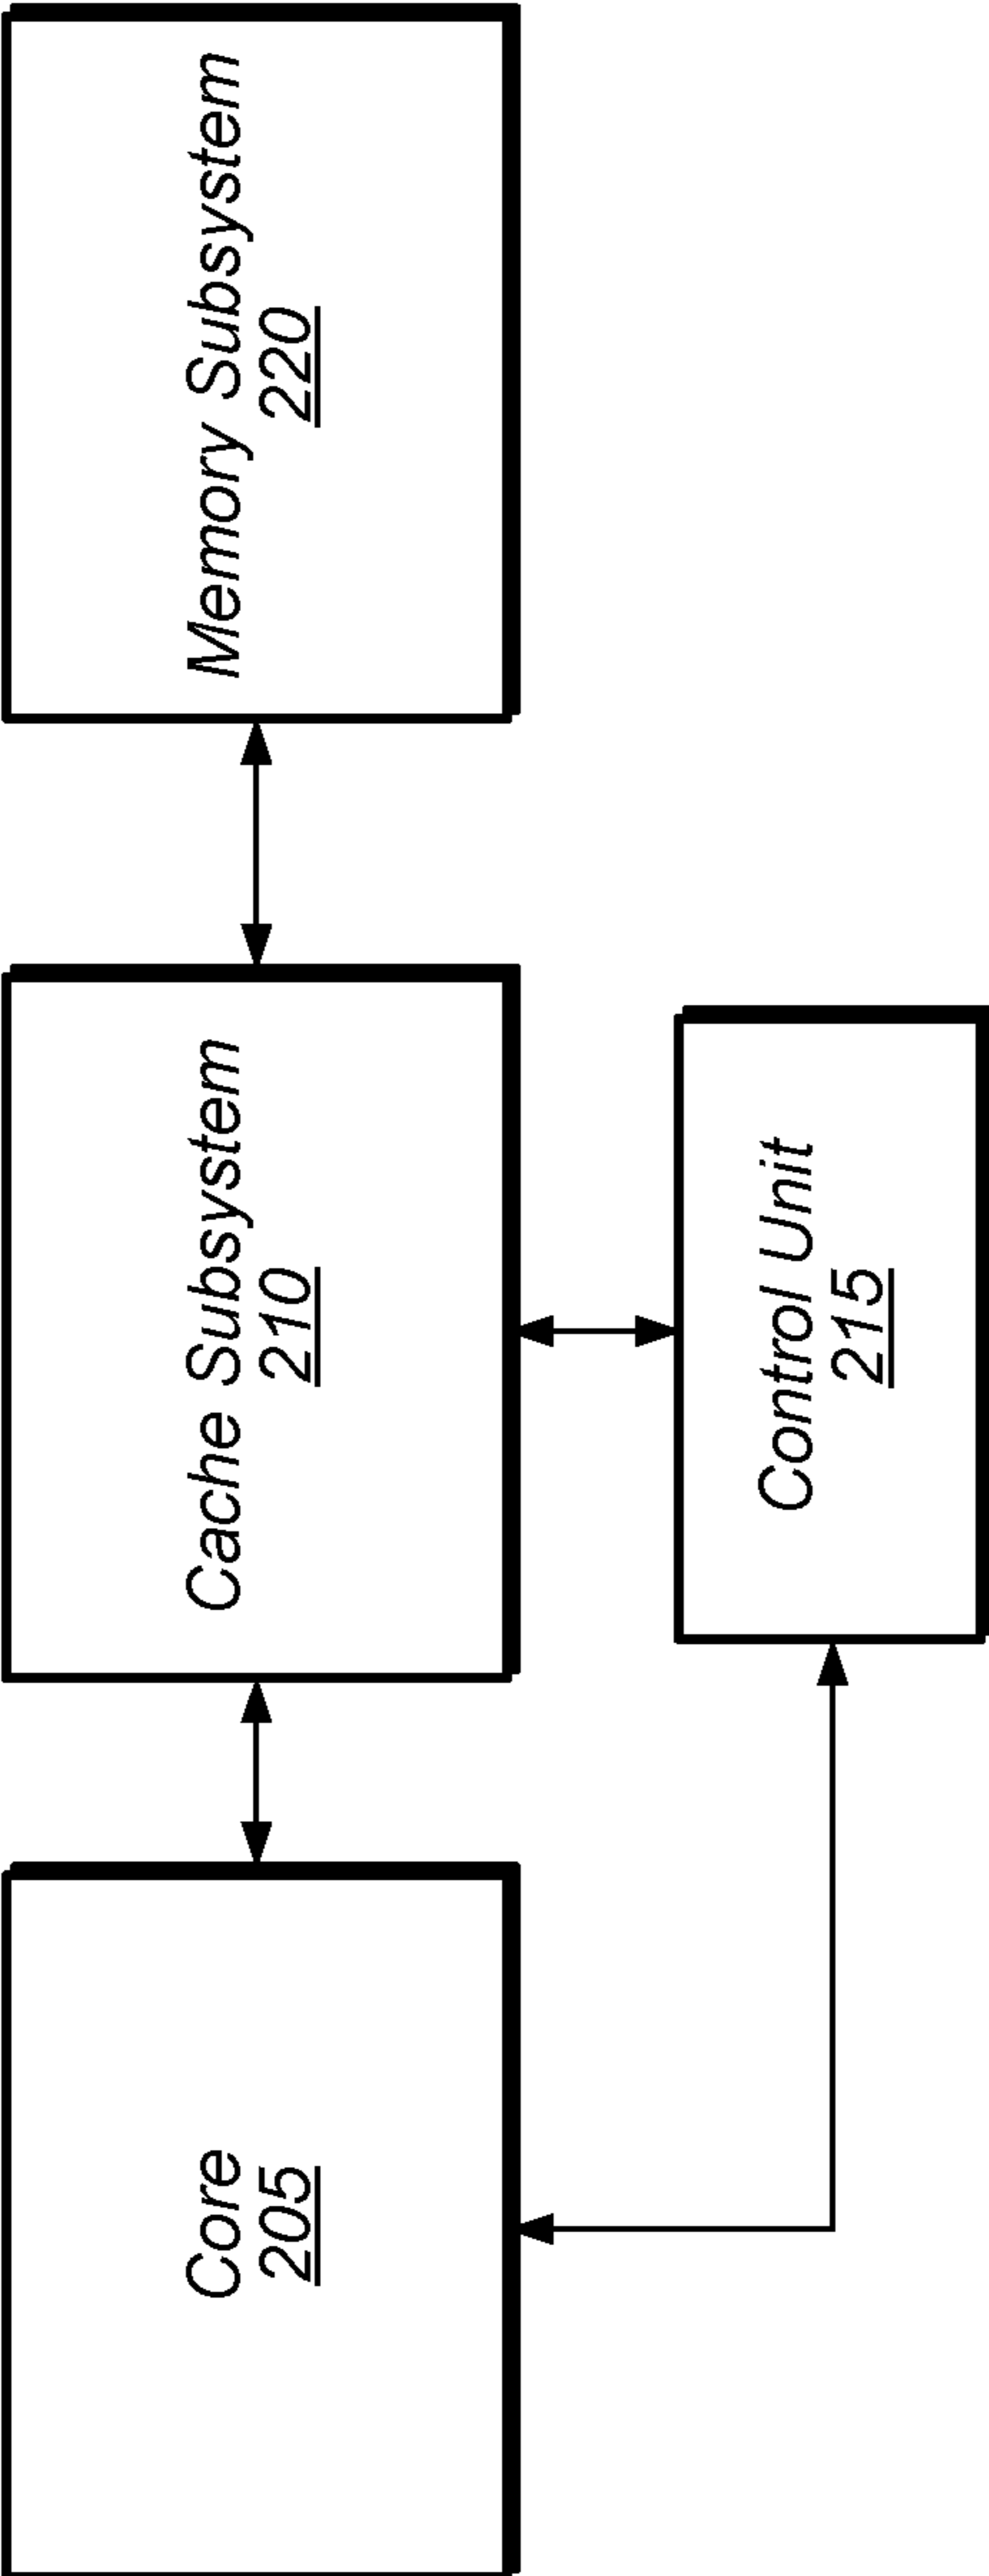 Core
205
Cache Subsystem
210
Memory Subsystem
220
Control Unit
215